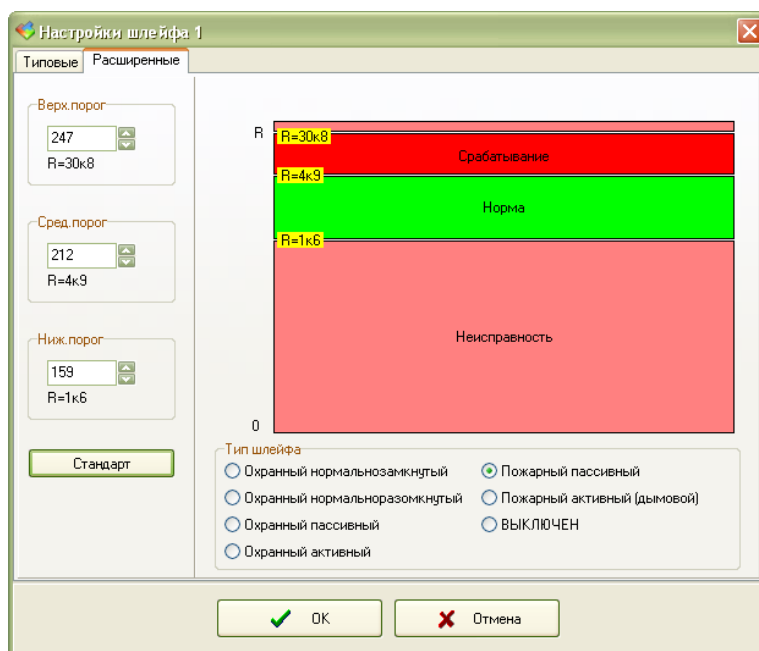 Настройки шлейфа 1
Типовые Расширенные
Верх.порог
247
R=30к8
Сред.порог
212
R=4к9
Ниж.порог
159
R=1к6
Стандарт
R
R=30к8
Срабатывание
R=4к9
Норма
R=1к6
Неисправность
0
Тип шлейфа
Охранный нормальнозамкнутый
Охранный нормальноразомкнутый
Охранный пассивный
Охранный активный
Пожарный пассивный
Пожарный активный (дымовой)
ВЫКЛЮЧЕН
OK
Отмена